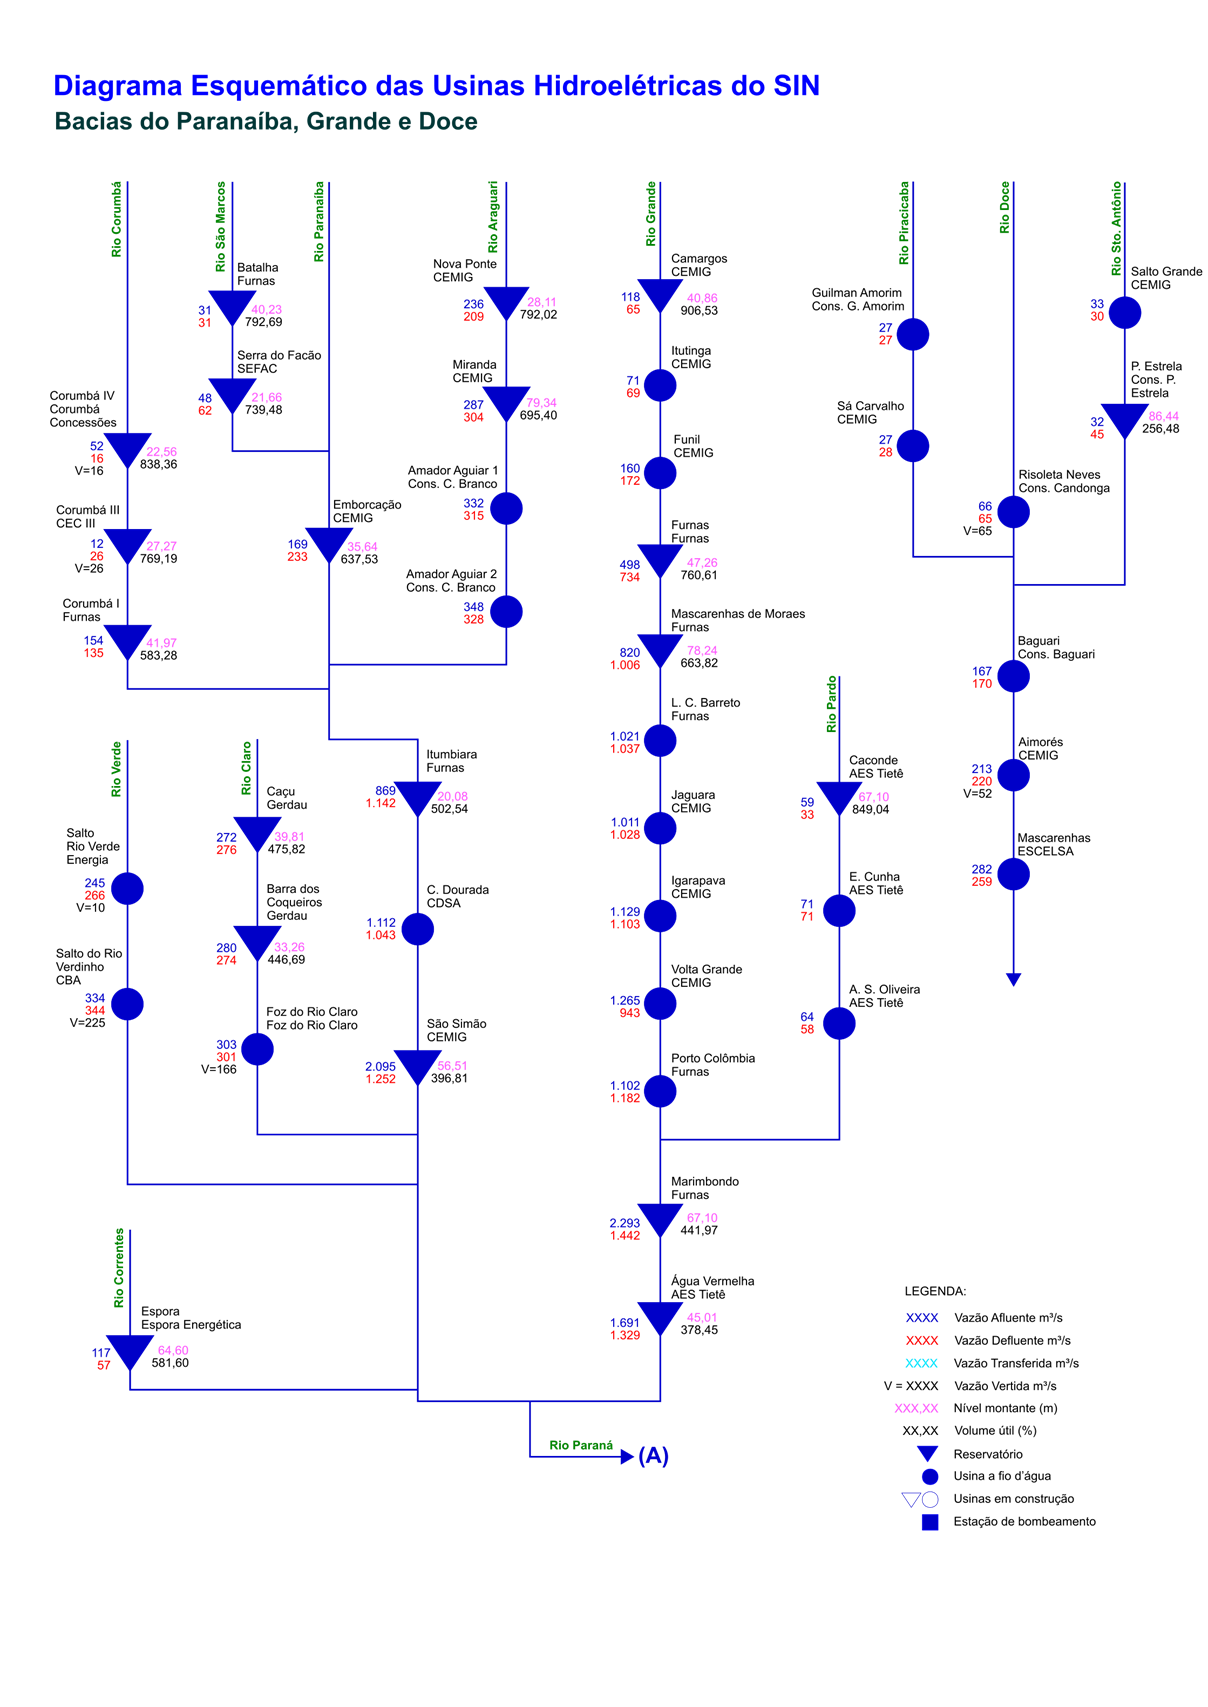 Diagrama Esquemático das Usinas Hidroelétricas do SIN
Bacias do Paranaíba, Grande e Doce
Rio Corumbá
Corumbá IV
Corumbá
Concessões
52
16
V=16
22,56
838,36
Corumbá III
CEC III
12
26
V=26
27,27
769,19
Corumbá I
Furnas
154
135
41,97
583,28
Rio São Marcos
Batalha
Furnas
31
31
40,23
792,69
Serra do Facão
SEFAC
48
62
21,66
739,48
Rio Paranaíba
Emborcação
CEMIG
169
233
35,64
637,53
Rio Araguari
Nova Ponte
CEMIG
236
209
28,11
792,02
Miranda
CEMIG
287
304
79,34
695,40
Amador Aguiar 1
Cons. C. Branco
332
315
Amador Aguiar 2
Cons. C. Branco
348
328
Rio Verde
Salto
Rio Verde
Energia
245
266
V=10
Salto do Rio
Verdinho
CBA
334
344
V=225
Rio Claro
Caçu
Gerdau
272
276
39,81
475,82
Barra dos
Coqueiros
Gerdau
280
274
33,26
446,69
Foz do Rio Claro
Foz do Rio Claro
303
301
V=166
Itumbiara
Furnas
869
1.142
20,08
502,54
C. Dourada
CDSA
1.112
1.043
São Simão
CEMIG
2.095
1.252
56,51
396,81
Rio Correntes
Espora
Espora Energética
117
57
64,60
581,60
Rio Grande
Camargos
CEMIG
118
65
40,86
906,53
Itutinga
CEMIG
71
69
Funil
CEMIG
160
172
Furnas
Furnas
498
734
47,26
760,61
Mascarenhas de Moraes
Furnas
820
1.006
78,24
663,82
L. C. Barreto
Furnas
1.021
1.037
Jaguara
CEMIG
1.011
1.028
Igarapava
CEMIG
1.129
1.103
Volta Grande
CEMIG
1.265
943
Porto Colômbia
Furnas
1.102
1.182
Rio Pardo
Caconde
AES Tietê
59
33
67,10
849,04
E. Cunha
AES Tietê
71
71
A. S. Oliveira
AES Tietê
64
58
Marimbondo
Furnas
2.293
1.442
67,10
441,97
Água Vermelha
AES Tietê
1.691
1.329
45,01
378,45
Rio Paraná
(A)
Rio Piracicaba
Guilman Amorim
Cons. G. Amorim
27
27
Sá Carvalho
CEMIG
27
28
Rio Doce
Risoleta Neves
Cons. Candonga
66
65
V=65
Rio Sto. Antônio
Salto Grande
CEMIG
33
30
P. Estrela
Cons. P.
Estrela
32
45
86,44
256,48
Baguari
Cons. Baguari
167
170
Aimorés
CEMIG
213
220
V=52
Mascarenhas
ESCELSA
282
259
LEGENDA:
XXXX Vazão Afluente m³/s
XXXX Vazão Defluente m³/s
XXXX Vazão Transferida m³/s
V = XXXX Vazão Vertida m³/s
XXX,XX Nível montante (m)
XX,XX Volume útil (%)
Reservatório
Usina a fio d'água
Usinas em construção
Estação de bombeamento